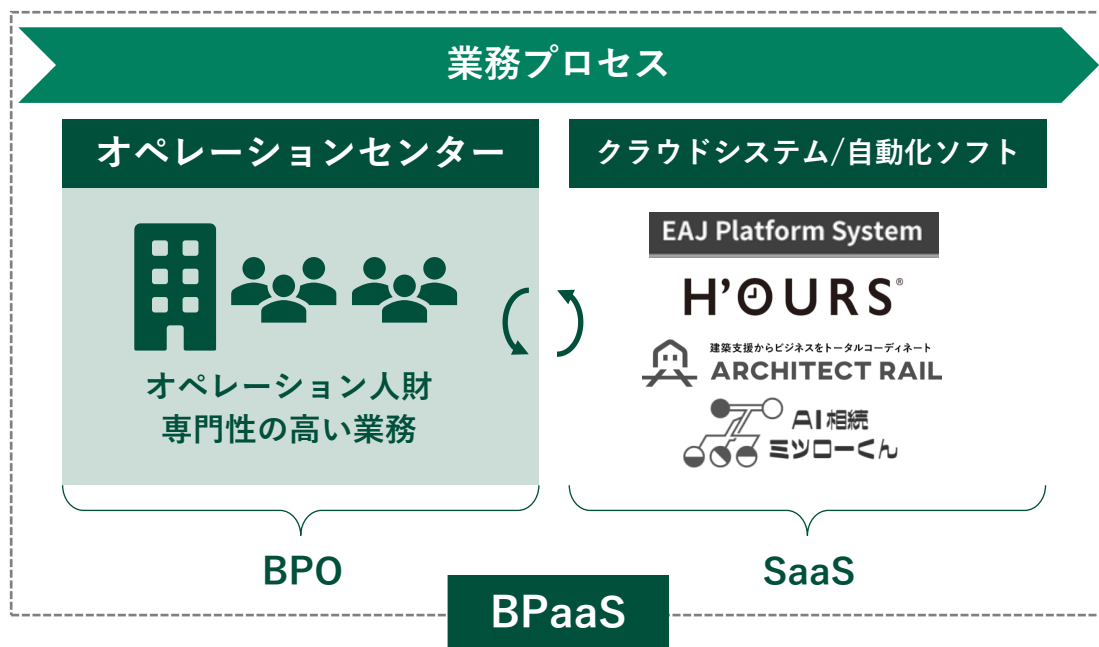 業務プロセス
オペレーションセンター
オペレーション人財
専門性の高い業務
BPO
クラウドシステム/自動化ソフト
EAJ Platform System
H'OURS®
建築支援からビジネスをトータルコーディネート
ARCHITECT RAIL
AI相続
ミツローくん
SaaS
BPaaS